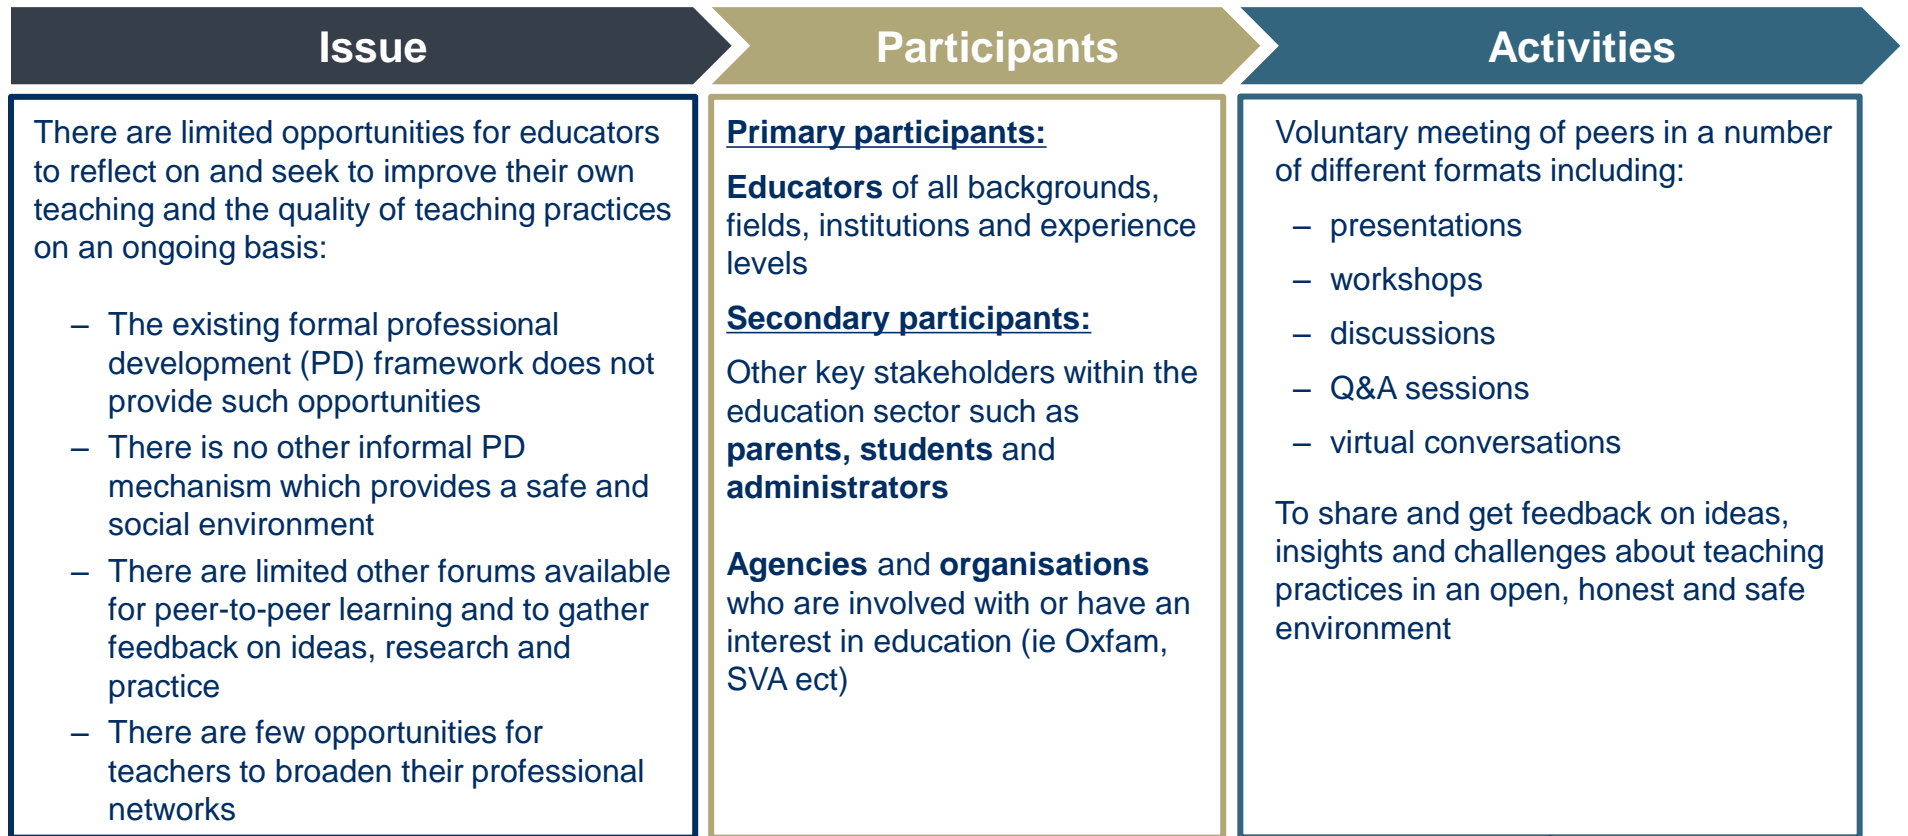 Issue
There are limited opportunities for educators
to reflect on and seek to improve their own
teaching and the quality of teaching practices
on an ongoing basis:
– The existing formal professional
development (PD) framework does not
provide such opportunities
– There is no other informal PD
mechanism which provides a safe and
social environment
– There are limited other forums available
for peer-to-peer learning and to gather
feedback on ideas, research and
practice
– There are few opportunities for
teachers to broaden their professional
networks
Participants
Primary participants:
Educators of all backgrounds,
fields, institutions and experience
levels
Secondary participants:
Other key stakeholders within the
education sector such as
parents, students and
administrators
Agencies and organisations
who are involved with or have an
interest in education (ie Oxfam,
SVA ect)
Activities
Voluntary meeting of peers in a number
of different formats including:
– presentations
– workshops
– discussions
– Q&A sessions
– virtual conversations
To share and get feedback on ideas,
insights and challenges about teaching
practices in an open, honest and safe
environment